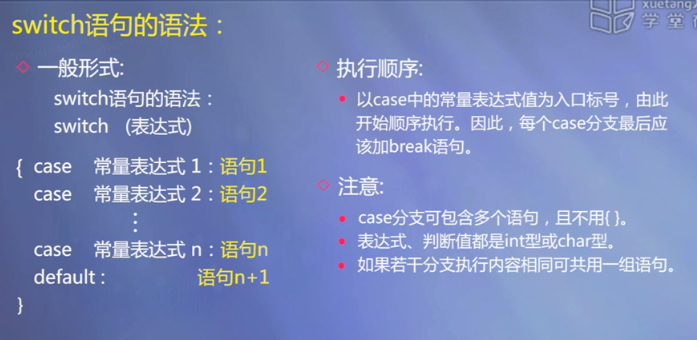 switch语句的语法：
xuetang
学堂在
一般形式:
switch语句的语法：
switch (表达式)
{ case 常量表达式 1：语句1
case 常量表达式 2：语句2
⋮
case 常量表达式 n：语句n
default： 语句n+1
}
执行顺序:
以case中的常量表达式值为入口标号，由此
开始顺序执行。因此，每个case分支最后应
该加break语句。
注意:
case分支可包含多个语句，且不用{ }。
表达式、判断值都是int型或char型。
如果若干分支执行内容相同可共用一组语句。